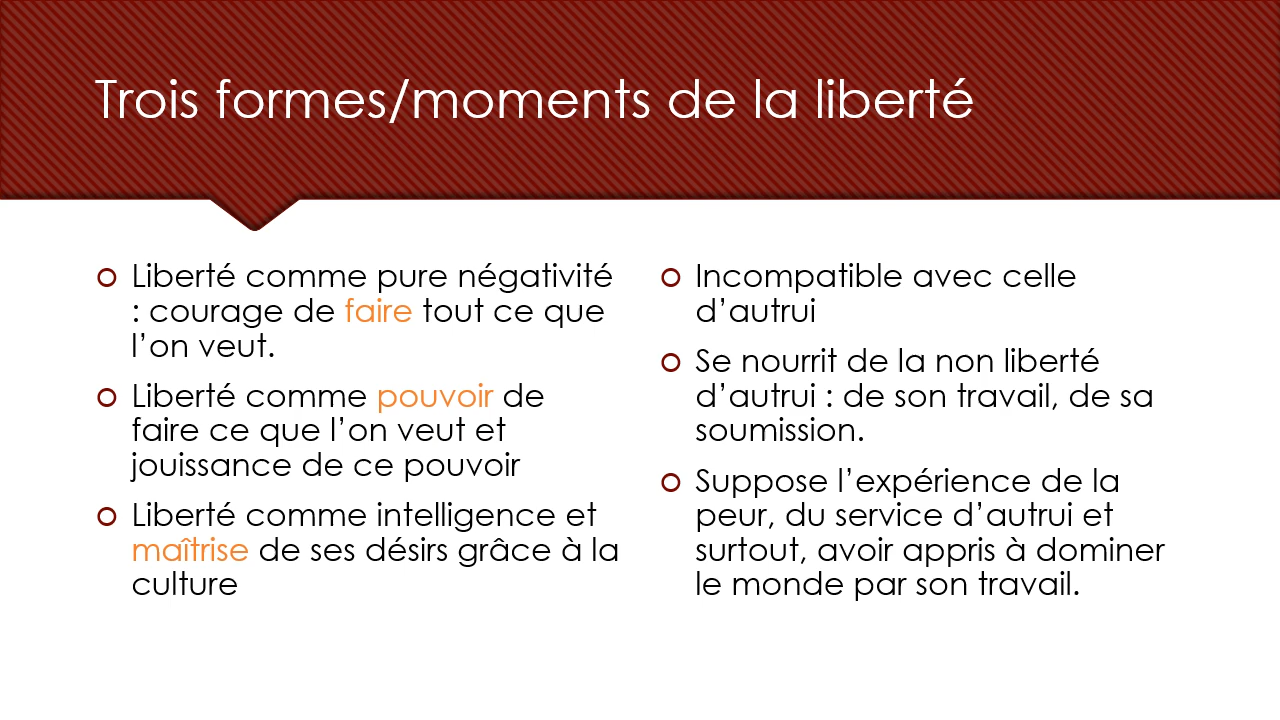 Trois formes/moments de la liberté
Liberté comme pure négativité
: courage de faire tout ce que
l’on veut.
Liberté comme pouvoir de
faire ce que l’on veut et
jouissance de ce pouvoir
Liberté comme intelligence et
maîtrise de ses désirs grâce à la
culture
Incompatible avec celle
d’autrui
Se nourrit de la non liberté
d’autrui : de son travail, de sa
soumission.
Suppose l’expérience de la
peur, du service d’autrui et
surtout, avoir appris à dominer
le monde par son travail.